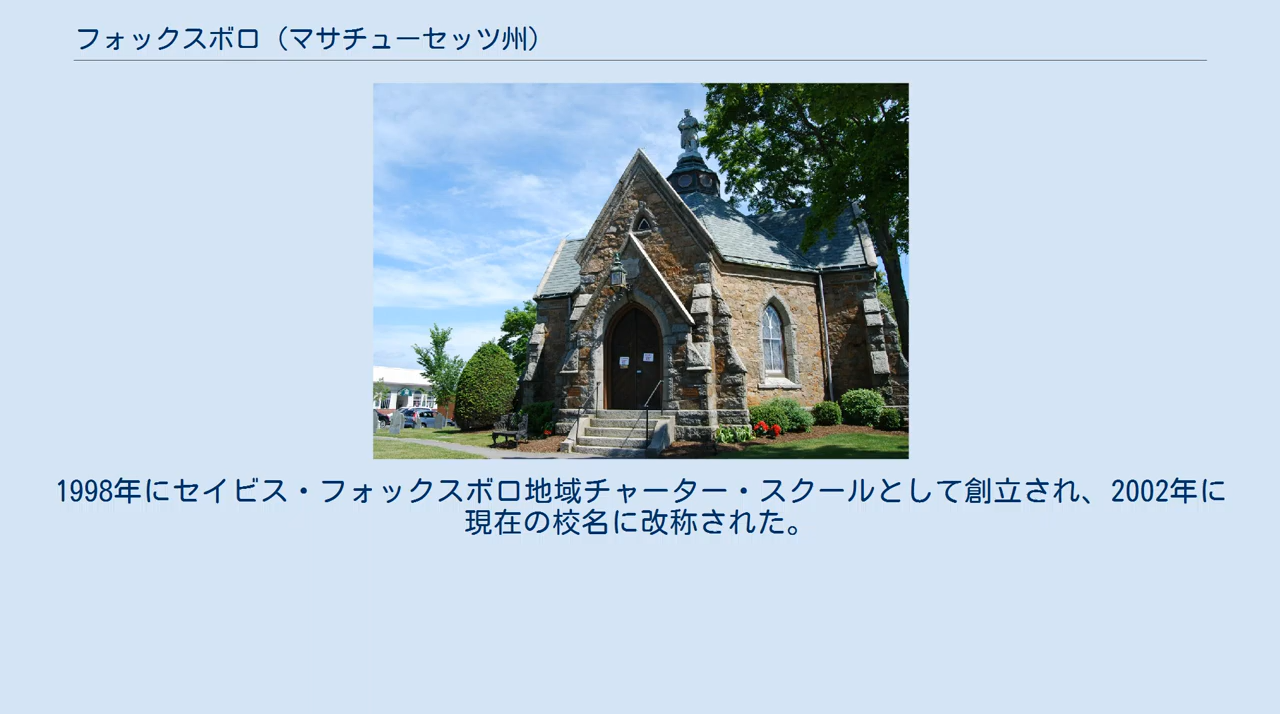 フォックスボロ（マサチューセッツ州）
1998年にセイビス・フォックスボロ地域チャーター・スクールとして創立され、2002年に
現在の校名に改称された。